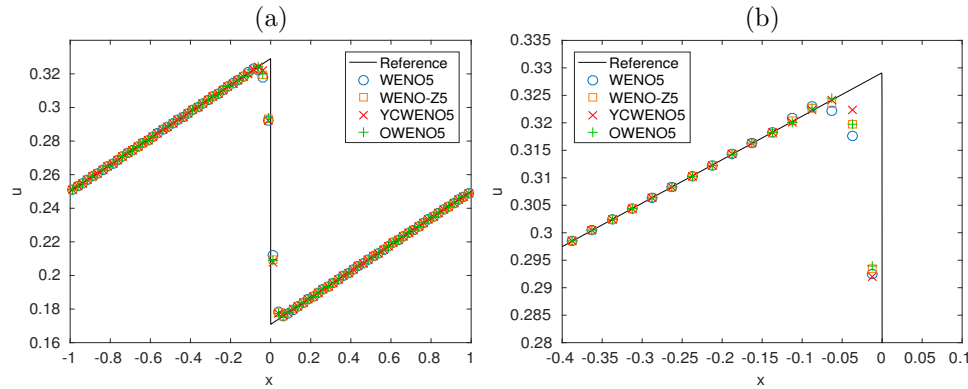 (a)
(b)
Reference
WENO5
WENO-Z5
YCWENO5
OWENO5
0.32
0.3
0.28
0.26
0.24
0.22
0.2
0.18
0.16
u
-1 -0.8 -0.6 -0.4 -0.2 0 0.2 0.4 0.6 0.8 1
x
Reference
WENO5
WENO-Z5
YCWENO5
OWENO5
0.335
0.33
0.325
0.32
0.315
0.31
0.305
0.3
0.295
0.29
0.285
0.28
u
-0.4 -0.35 -0.3 -0.25 -0.2 -0.15 -0.1 -0.05 0 0.05 0.1
x